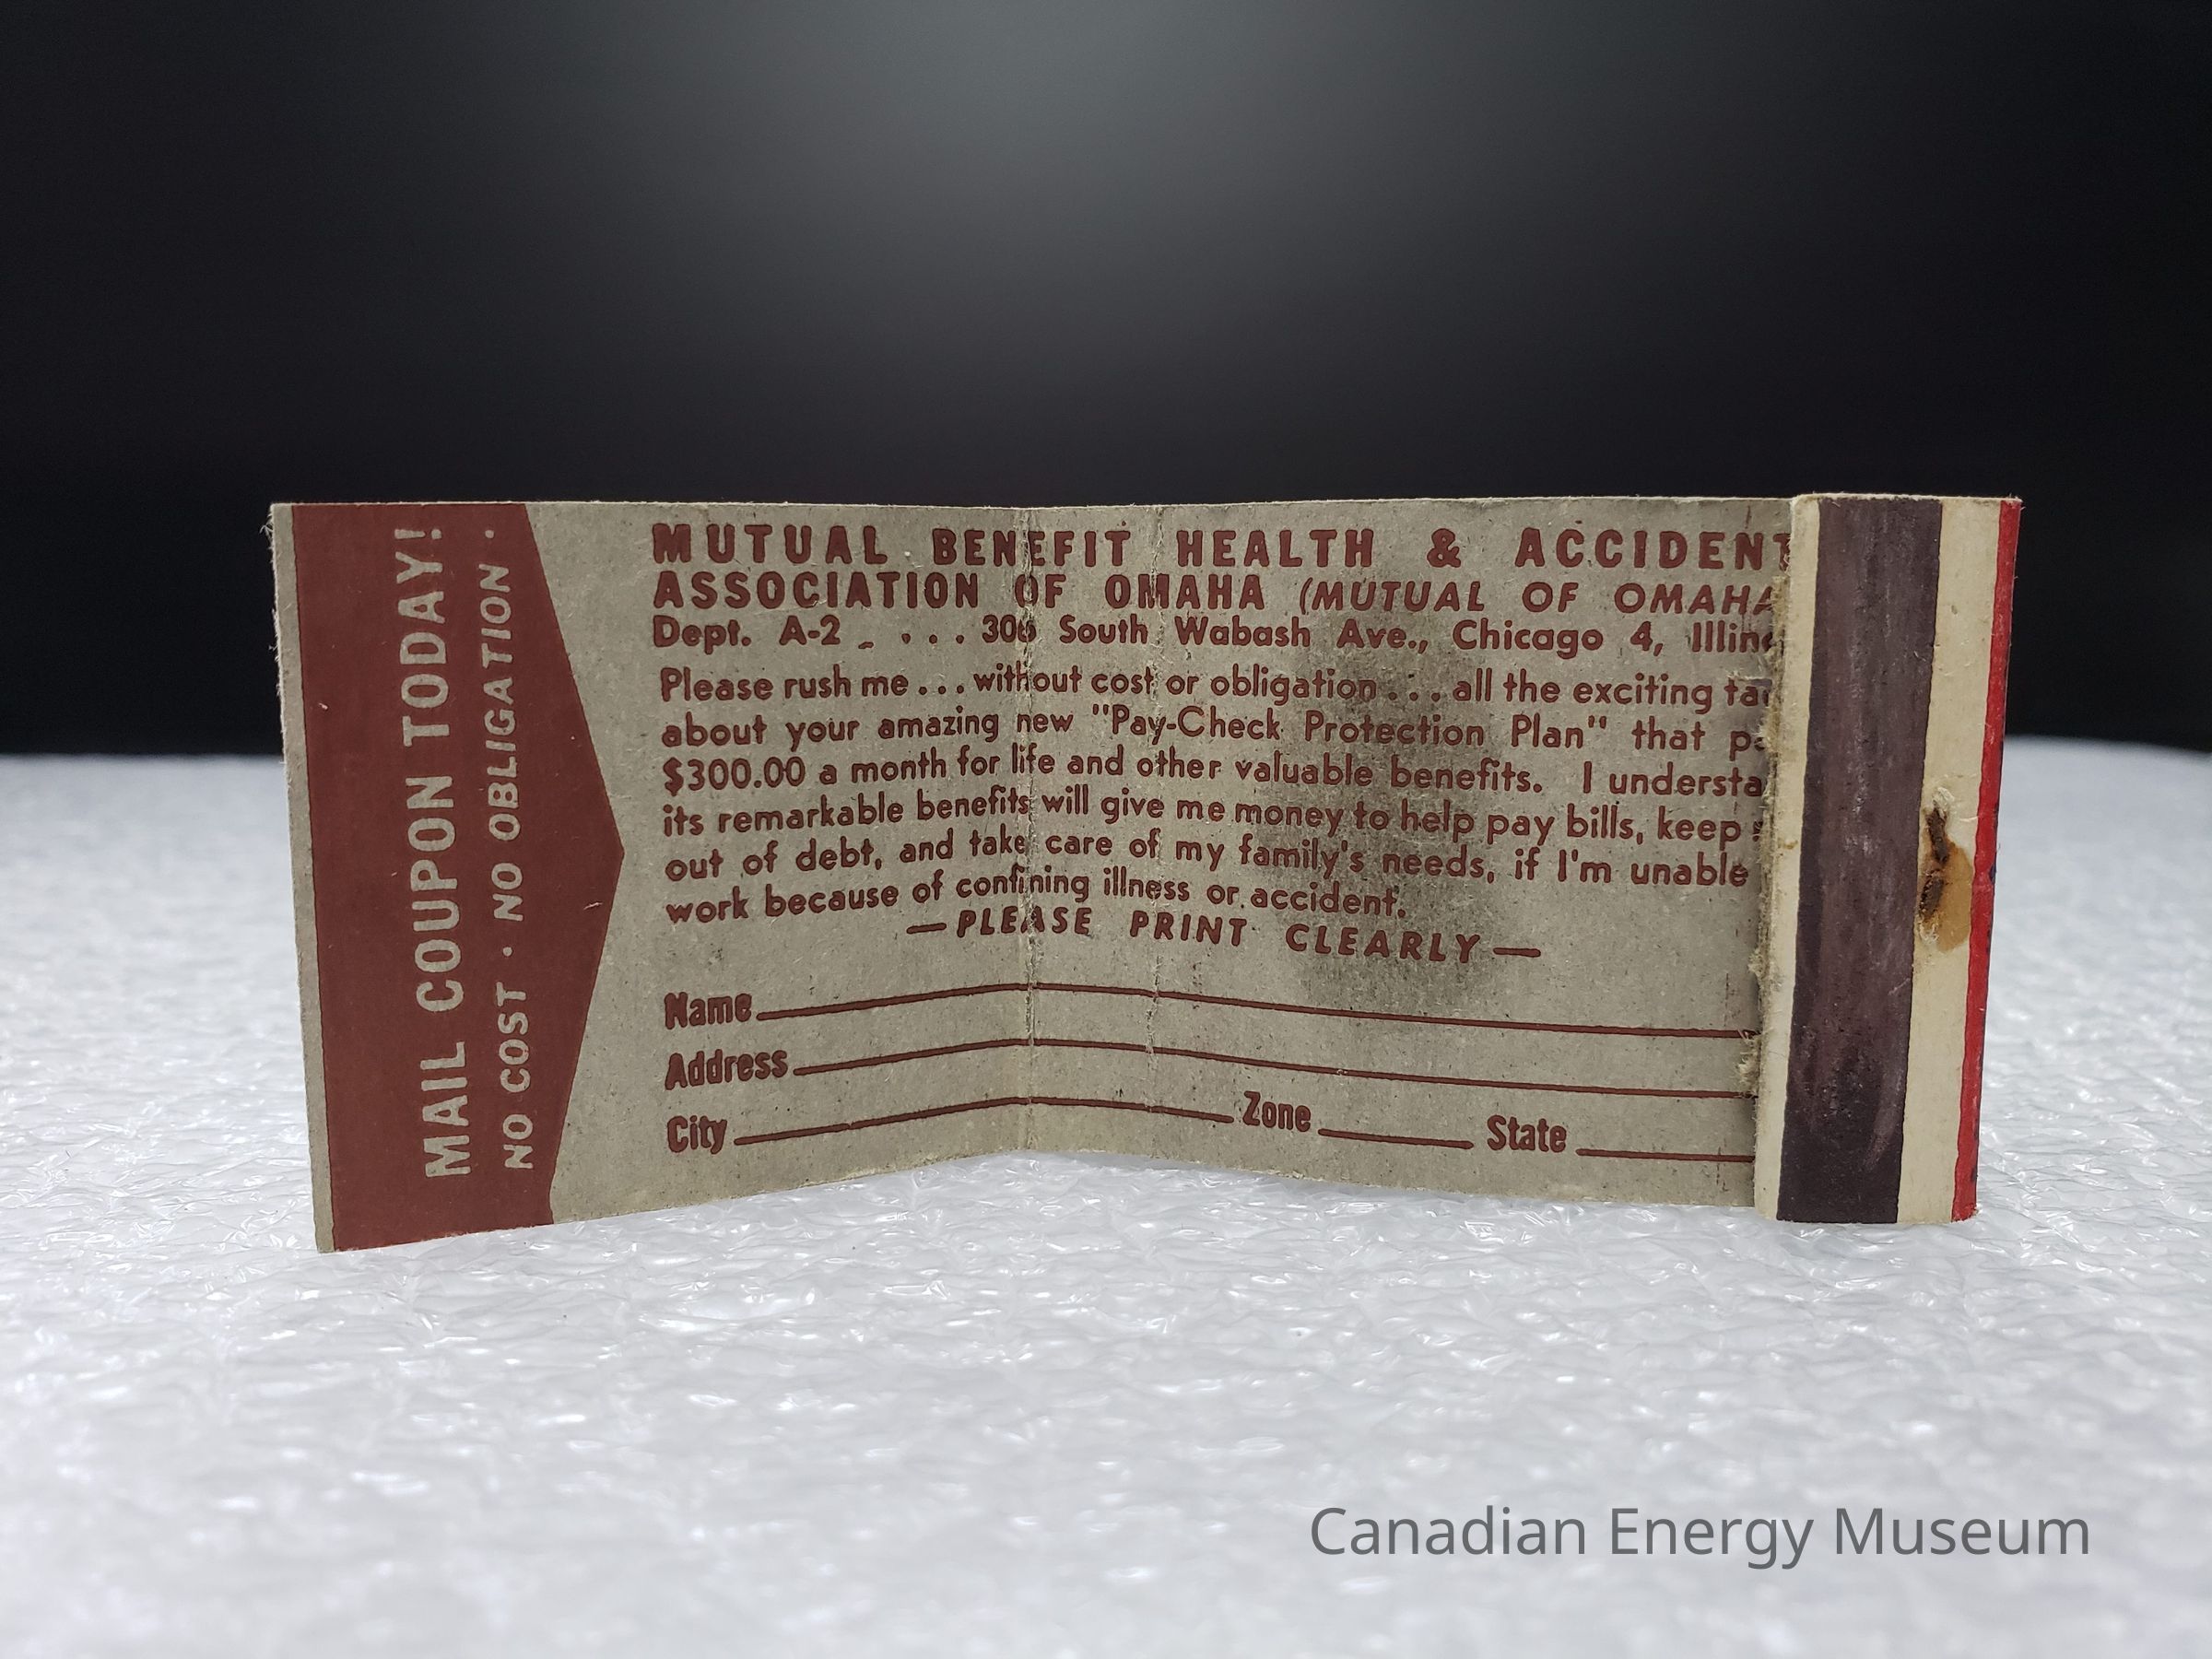 MAIL COUPON TODAY!
NO COST · NO OBLIGATION ·
MUTUAL BENEFIT HEALTH & ACCIDENT
ASSOCIATION OF OMAHA (MUTUAL OF OMAHA
Dept. A-2 . . . . South Wabash Ave., Chicago 4,
Please rush me . . . without cost or obligation . . . all the exciting
about your amazing new "Pay-Check Protection Plan" that
$300.00 a month for life and other valuable benefits. I understa
its remarkable benefits will give me money to help pay bills, keep
out of debt, and take care of my family's needs, if I'm unable
work because of confining illness or accident.
—PLEASE PRINT CLEARLY—
Name
Address
City Zone State
Canadian Energy Museum